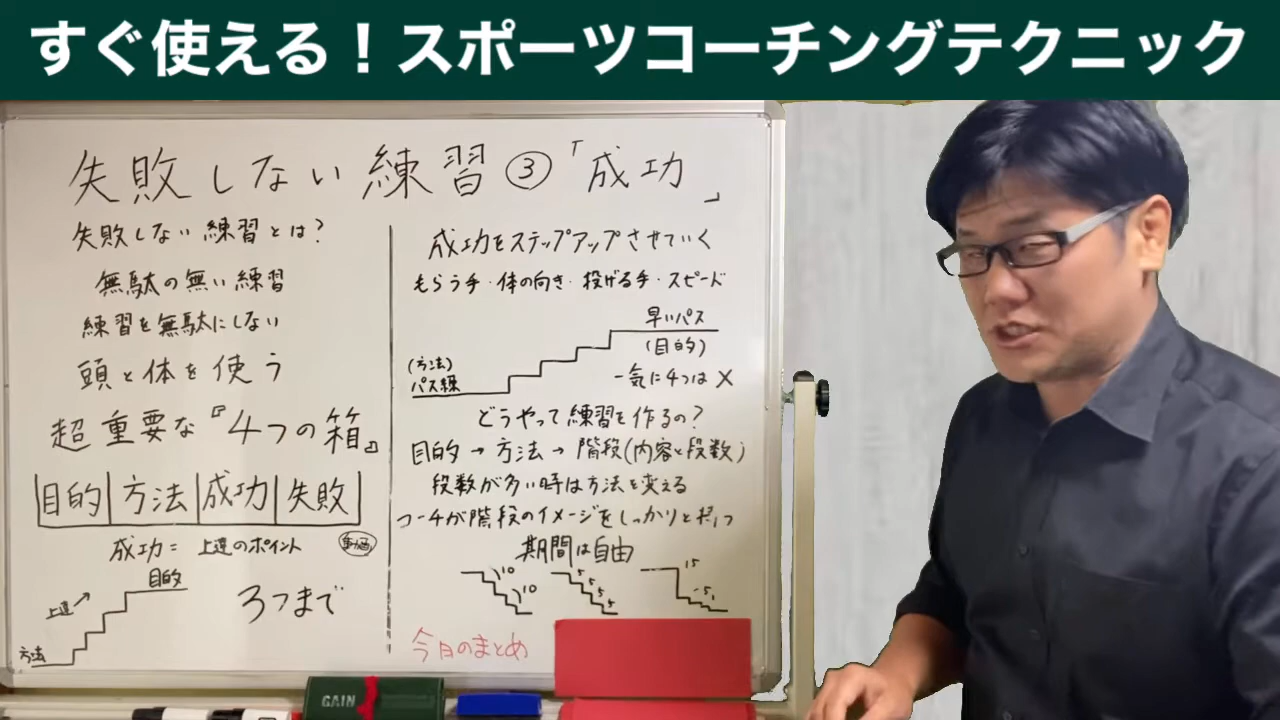 すぐ使える！スポーツコーチングテクニック
失敗しない練習③「成功」
失敗しない練習とは？
無駄の無い練習
練習を無駄にしない
頭と体を使う
超重要な『4つの箱』
目的 方法 成功 失敗
成功＝上達のポイント
動画
目的
上達
方法
3つまで
成功をステップアップさせていく
もらう手・体の向き・投げる手・スピード
早いパス
(目的)
(方法)
パス練
一気に4つは×
どうやって練習を作るの？
目的→方法→階段(内容と段数)
段数が多い時は方法を変える
コーチが階段のイメージをしっかりと持つ
期間は自由
10
10
5
5
5
5
15
-5
今日のまとめ
GAIN